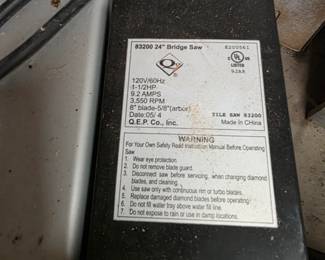 83200 24" Bridge Saw
E200561
Q
C UL US
LISTED
92AR
120V/60Hz
1-1/2HP
9.2 AMPS
3,550 RPM
8" blade-5/8"(arbor)
Date:05/ 4
TILE SAW 83200
Q.E.P. Co., Inc.
Made in China
WARNING
For Your Own Safety Read Instruction Manual Before Operating
Saw
1. Wear eye protection.
2. Do not remove blade guard.
3. Disconnect saw before servicing, when changing diamond
blades, and cleaning.
4. Use saw only with continuous rim or turbo blades.
5. Replace damaged diamond blades before operating.
6. Do not fill water tray above water fill line.
7. Do not expose to rain or use in damp locations.